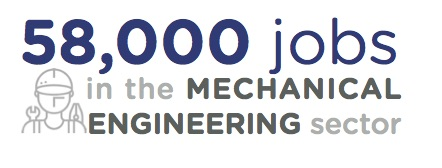 58,000 jobs
in the MECHANICAL
ENGINEERING sector